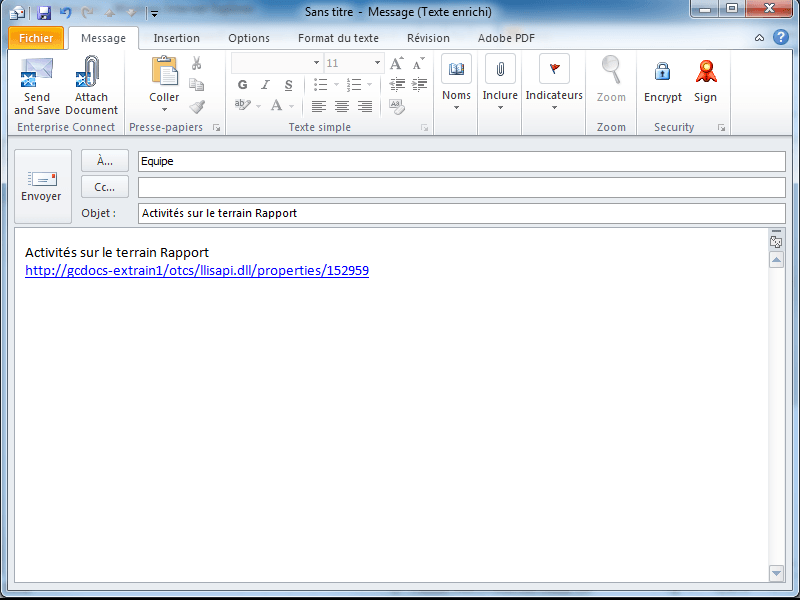 Sans titre - Message (Texte enrichi)
Fichier Message Insertion Options Format du texte Révision Adobe PDF
Send and Save
Attach Document
Enterprise Connect
Coller
Presse-papiers
11
G I S
Texte simple
Noms
Inclure
Indicateurs
Zoom
Zoom
Encrypt
Sign
Security
Envoyer
À... Equipe
Cc...
Objet : Activités sur le terrain Rapport
Activités sur le terrain Rapport
http://gcdocs-extrain1/otcs/llisapi.dll/properties/152959